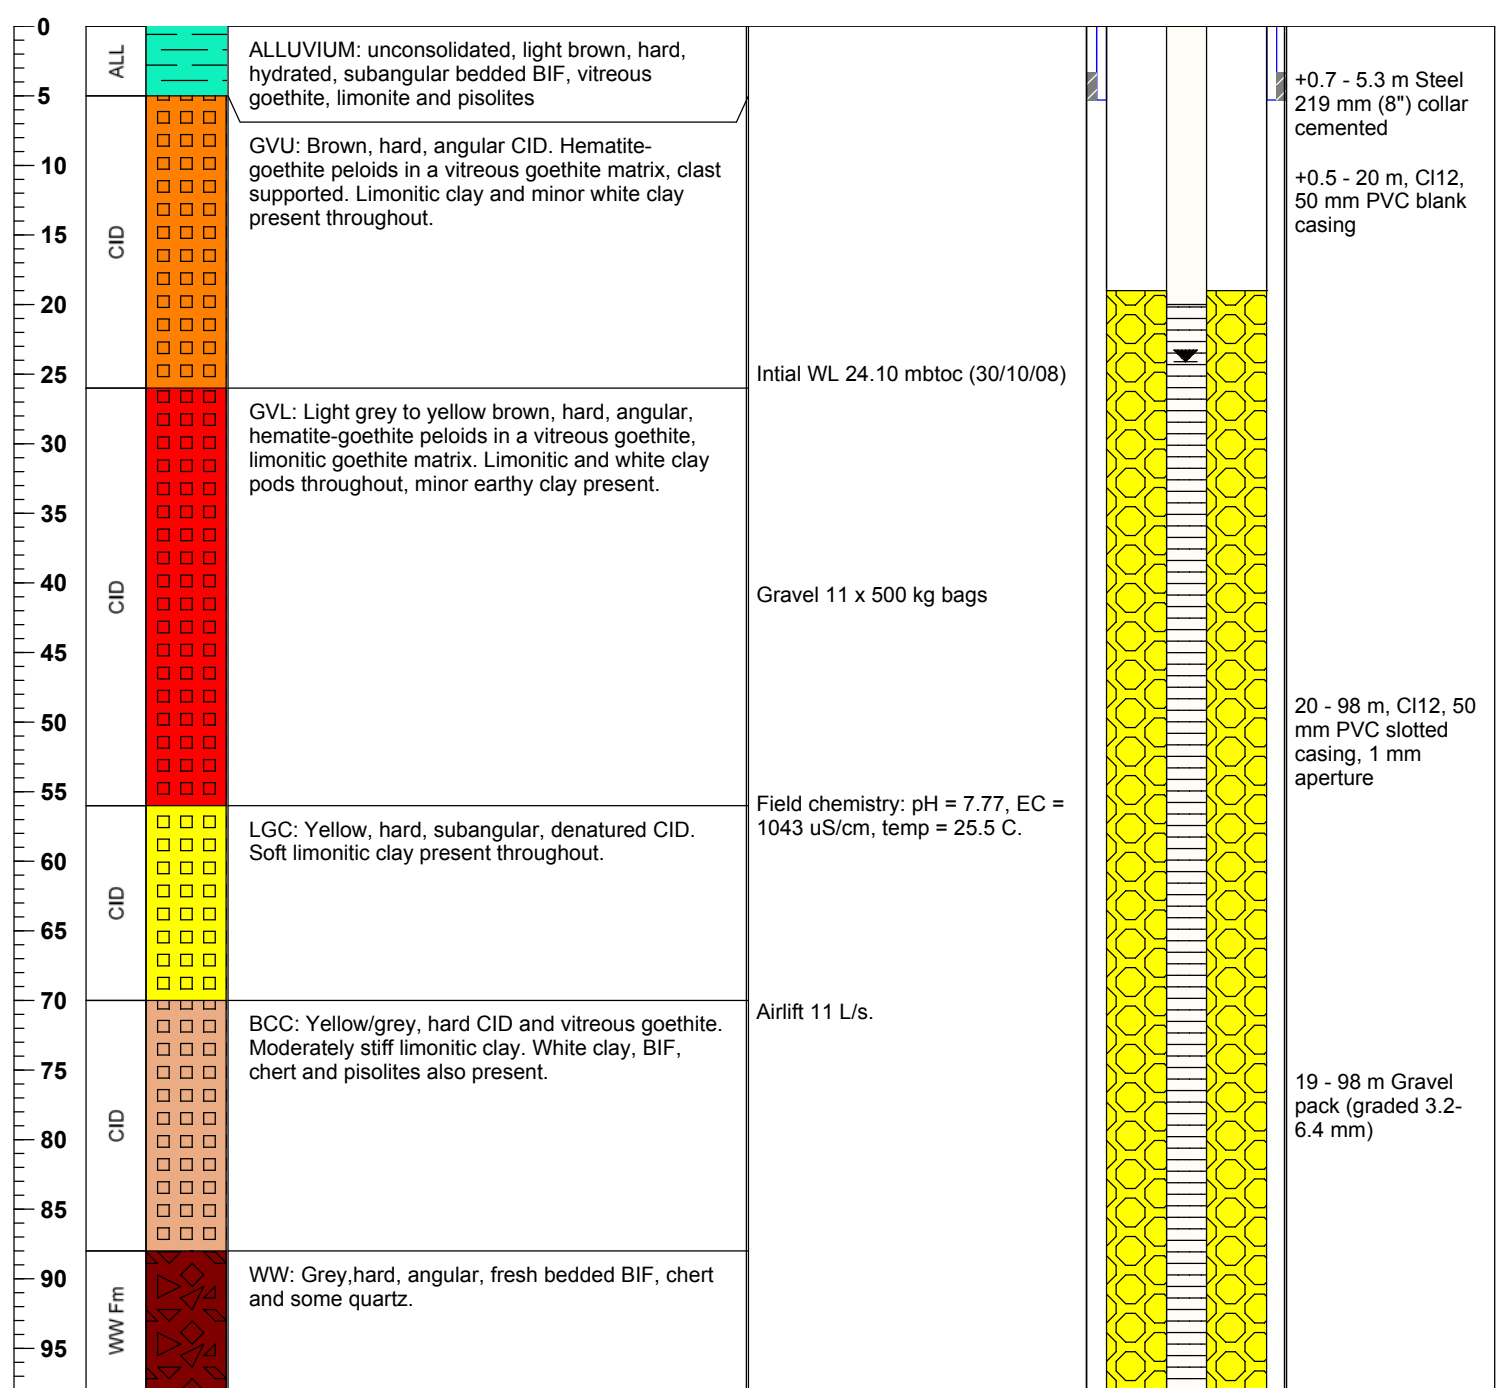 0
5
10
15
20
25
30
35
40
45
50
55
60
65
70
75
80
85
90
95
ALL
CID
CID
CID
CID
WW Fm
ALLUVIUM: unconsolidated, light brown, hard,
hydrated, subangular bedded BIF, vitreous
goethite, limonite and pisolites
GVU: Brown, hard, angular CID. Hematite-
goethite peloids in a vitreous goethite matrix, clast
supported. Limonitic clay and minor white clay
present throughout.
GVL: Light grey to yellow brown, hard, angular,
hematite-goethite peloids in a vitreous goethite,
limonitic goethite matrix. Limonitic and white clay
pods throughout, minor earthy clay present.
LGC: Yellow, hard, subangular, denatured CID.
Soft limonitic clay present throughout.
BCC: Yellow/grey, hard CID and vitreous goethite.
Moderately stiff limonitic clay. White clay, BIF,
chert and pisolites also present.
WW: Grey,hard, angular, fresh bedded BIF, chert
and some quartz.
Intial WL 24.10 mbtoc (30/10/08)
Gravel 11 x 500 kg bags
Field chemistry: pH = 7.77, EC =
1043 uS/cm, temp = 25.5 C.
Airlift 11 L/s.
+0.7 - 5.3 m Steel
219 mm (8") collar
cemented
+0.5 - 20 m, Cl12,
50 mm PVC blank
casing
20 - 98 m, Cl12, 50
mm PVC slotted
casing, 1 mm
aperture
19 - 98 m Gravel
pack (graded 3.2-
6.4 mm)